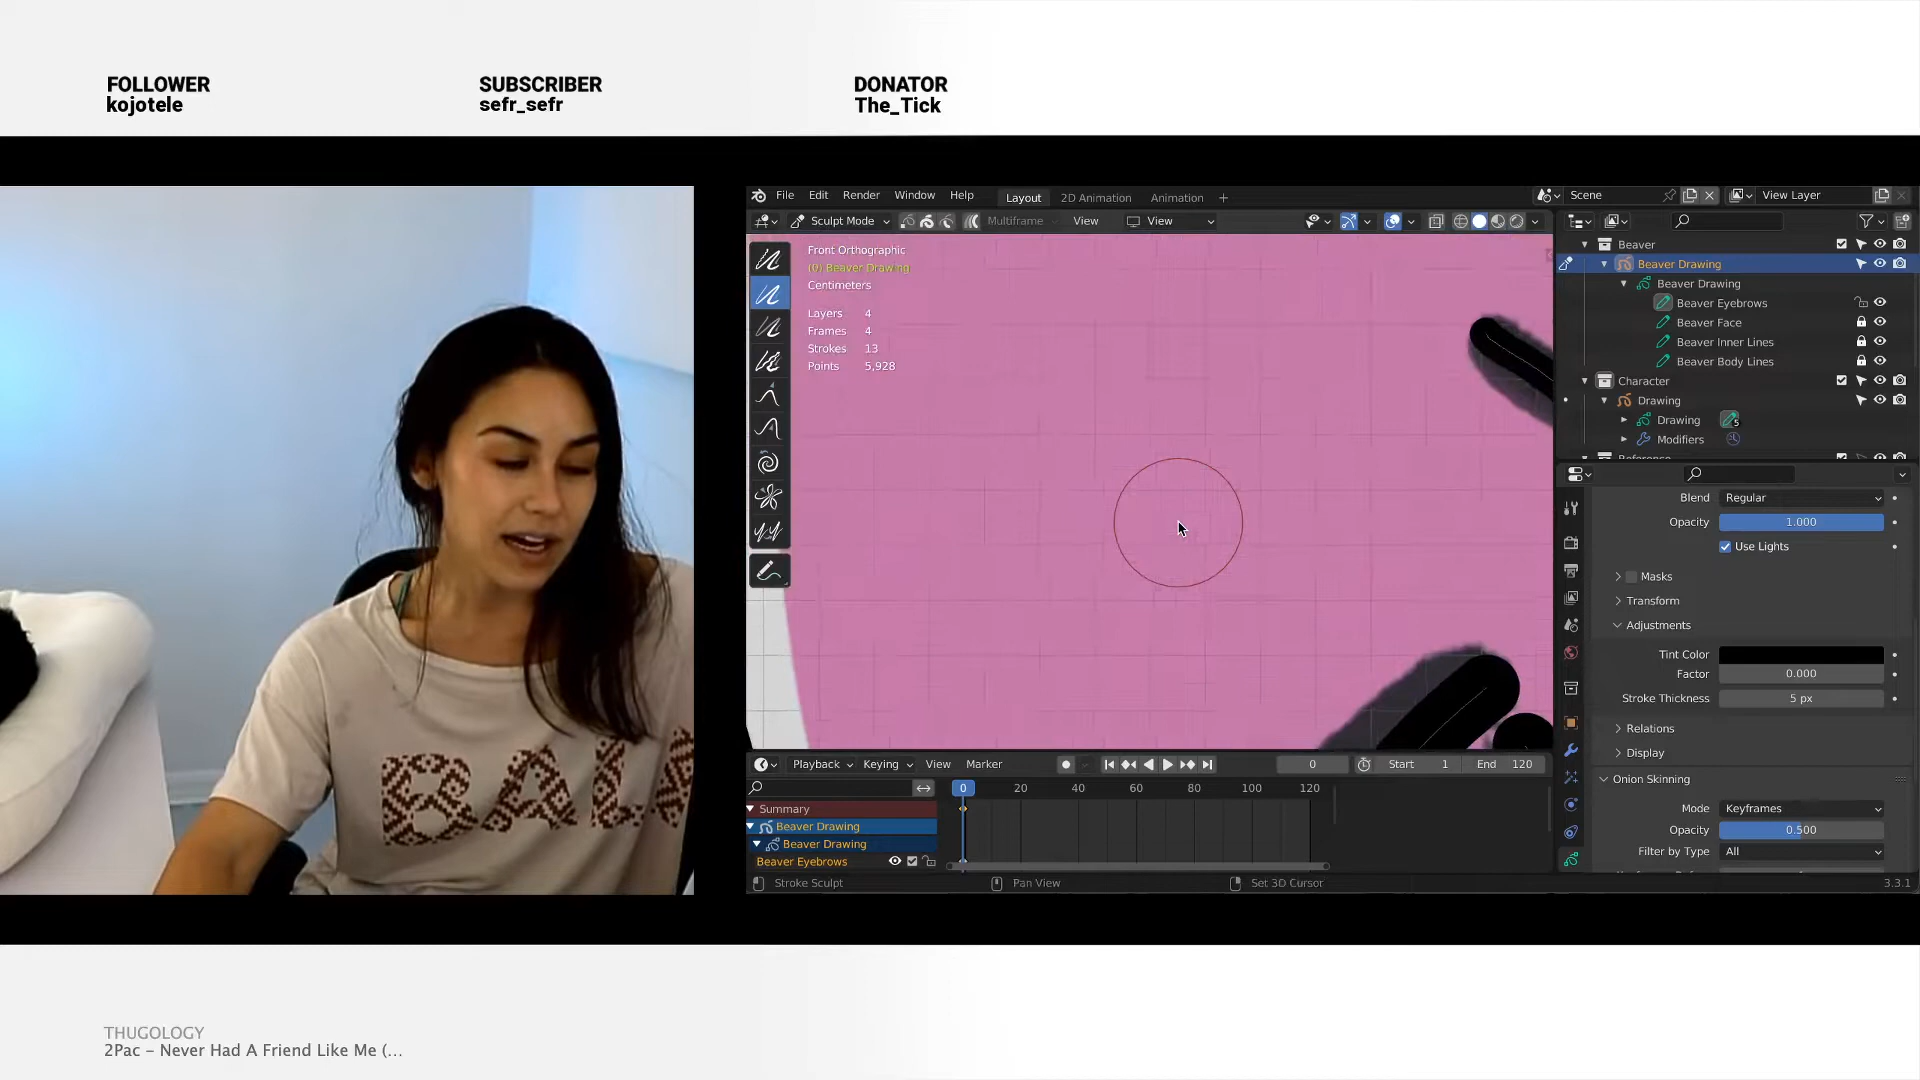 FOLLOWER
kojotele
SUBSCRIBER
sefr_sefr
DONATOR
The_Tick
BALI
File Edit Render Window Help Layout 2D Animation Animation + Scene View Layer
Sculpt Mode Multiframe View View
Front Orthographic
(0) Beaver Drawing
Centimeters
Layers 4
Frames 4
Strokes 13
Points 5,928
Beaver
Beaver Drawing
Beaver Drawing
Beaver Eyebrows
Beaver Face
Beaver Inner Lines
Beaver Body Lines
Character
Drawing
Drawing 5
Modifiers
Reference
Blend Regular
Opacity 1.000
Use Lights
Masks
Transform
Adjustments
Tint Color
Factor 0.000
Stroke Thickness 5 px
Relations
Display
Onion Skinning
Mode Keyframes
Opacity 0.500
Filter by Type All
Playback Keying View Marker 0 Start 1 End 120
0 20 40 60 80 100 120
Summary
Beaver Drawing
Beaver Drawing
Beaver Eyebrows
Stroke Sculpt Pan View Set 3D Cursor 3.3.1
THUGOLOGY
2Pac - Never Had A Friend Like Me (...